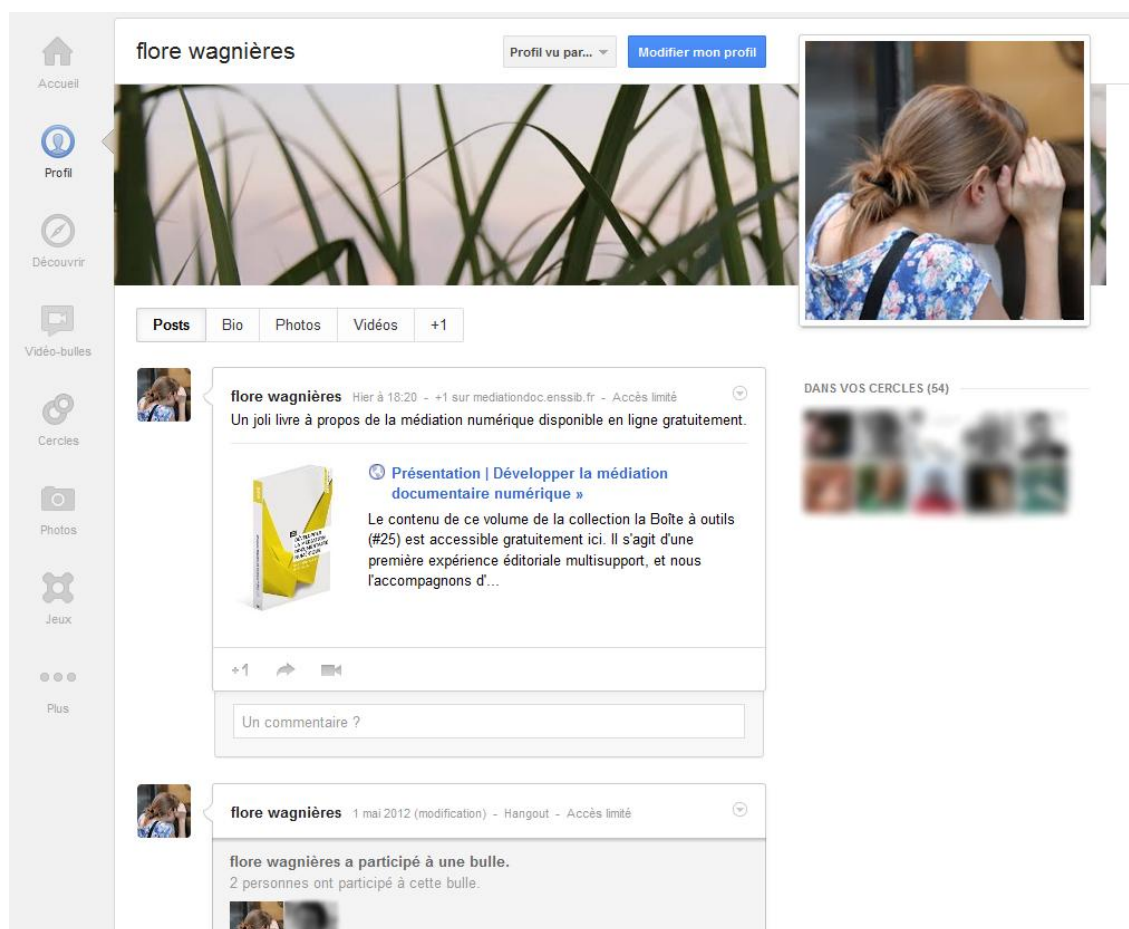 flore wagnières
Profil vu par...
Modifier mon profil
Accueil
Profil
Découvrir
Vidéo-bulles
Cercles
Photos
Jeux
Plus
Posts
Bio
Photos
Vidéos
+1
flore wagnières Hier à 18:20 - +1 sur mediationdoc.enssib.fr - Accès limité
Un joli livre à propos de la médiation numérique disponible en ligne gratuitement.
Présentation | Développer la médiation
documentaire numérique »
Le contenu de ce volume de la collection la Boîte à outils
(#25) est accessible gratuitement ici. Il s'agit d'une
première expérience éditoriale multisupport, et nous
l'accompagnons d'...
+1
Un commentaire ?
flore wagnières 1 mai 2012 (modification) - Hangout - Accès limité
flore wagnières a participé à une bulle.
2 personnes ont participé à cette bulle.
DANS VOS CERCLES (54)